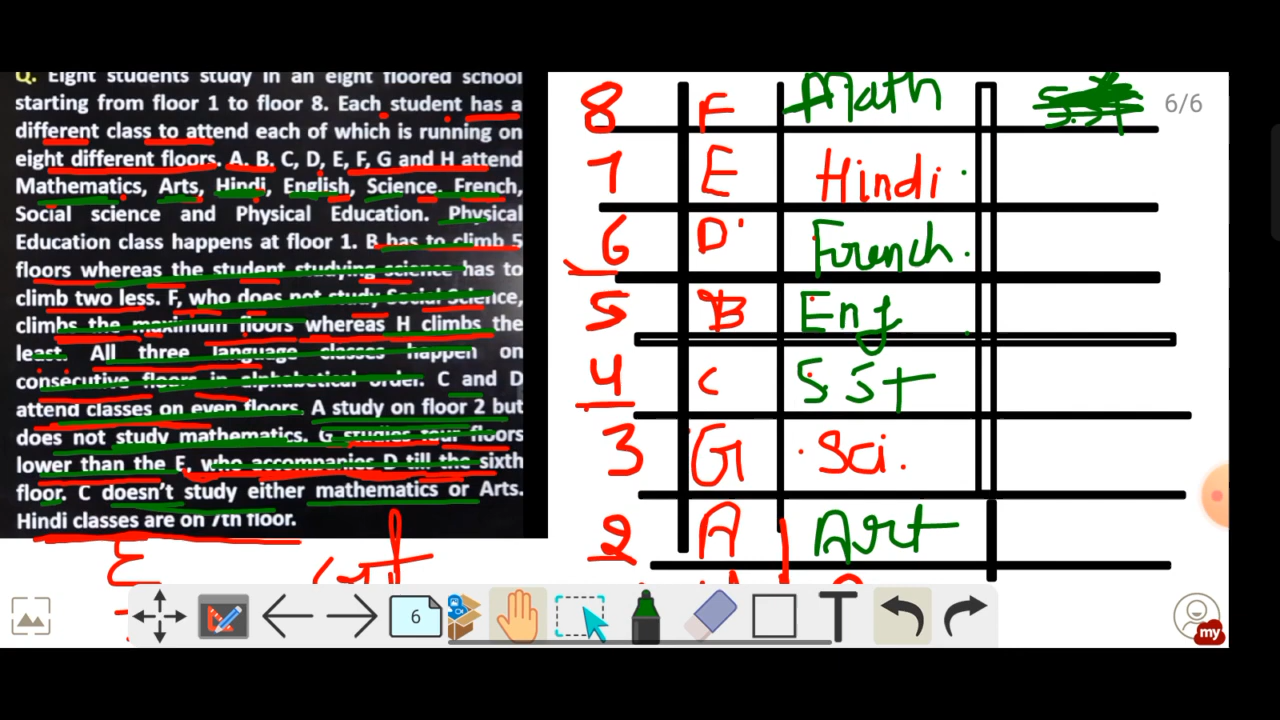 Q. Eight students study in an eight floored school
starting from floor 1 to floor 8. Each student has a
different class to attend each of which is running on
eight different floors. A. B. C, D, E, F, G and H attend
Mathematics, Arts, Hindi, English, Science. French,
Social science and Physical Education. Physical
Education class happens at floor 1. B has to climb 5
floors whereas the student studying science has to
climb two less. F, who does not study Social Science,
climbs the maximum floors whereas H climbs the
least. All three language classes happen on
consecutive floors in alphabetical order. C and D
attend classes on even floors. A study on floor 2 but
does not study mathematics. G studies four floors
lower than the E, who accompanies D till the sixth
floor. C doesn't study either mathematics or Arts.
Hindi classes are on 7th floor.
8 F Math
6/6
7 E Hindi
6 D French
5 B Eng
4 C S.St
3 G Sci.
2 A Art
6
T
my